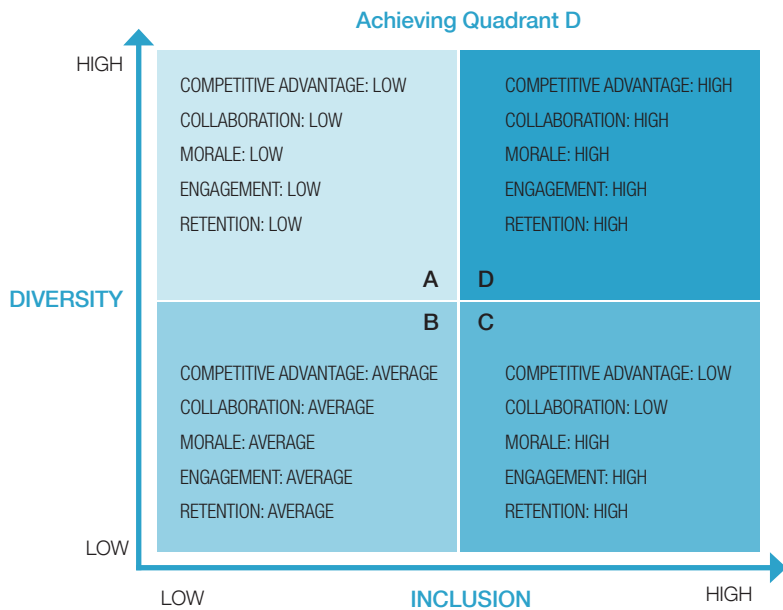 Achieving Quadrant D
HIGH
COMPETITIVE ADVANTAGE: LOW
COLLABORATION: LOW
MORALE: LOW
ENGAGEMENT: LOW
RETENTION: LOW
A
COMPETITIVE ADVANTAGE: HIGH
COLLABORATION: HIGH
MORALE: HIGH
ENGAGEMENT: HIGH
RETENTION: HIGH
D
DIVERSITY
B
COMPETITIVE ADVANTAGE: AVERAGE
COLLABORATION: AVERAGE
MORALE: AVERAGE
ENGAGEMENT: AVERAGE
RETENTION: AVERAGE
C
COMPETITIVE ADVANTAGE: LOW
COLLABORATION: LOW
MORALE: HIGH
ENGAGEMENT: HIGH
RETENTION: HIGH
LOW
LOW
INCLUSION
HIGH